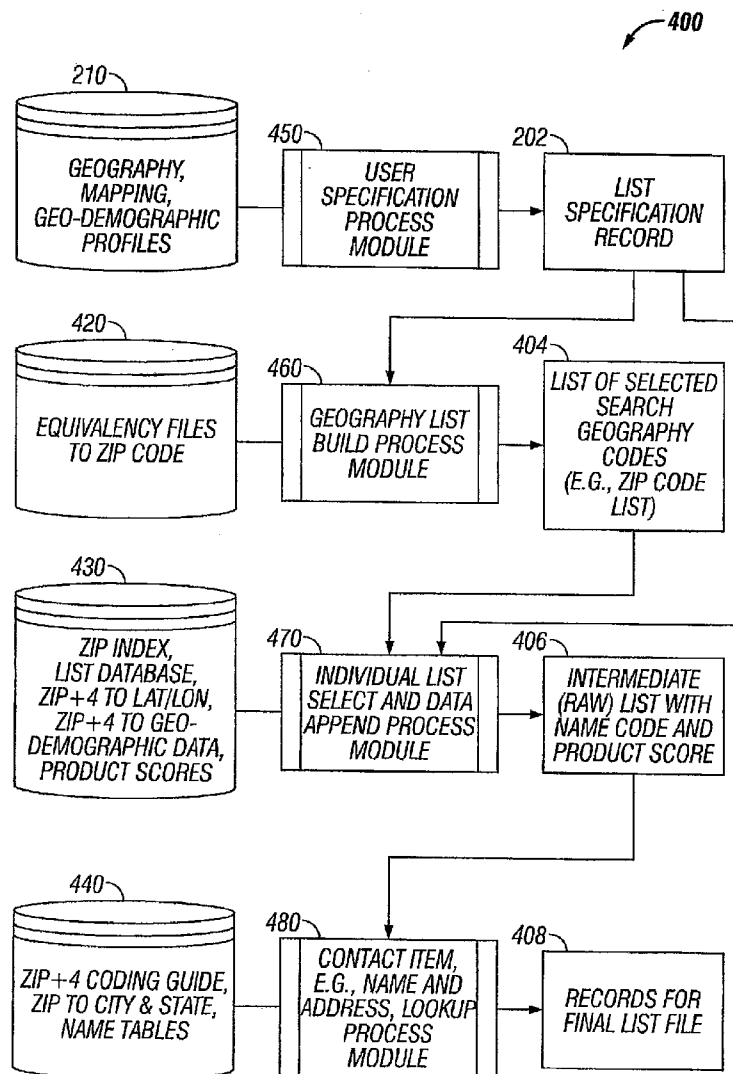 400
210
GEOGRAPHY,
MAPPING,
GEO-DEMOGRAPHIC
PROFILES
450
USER
SPECIFICATION
PROCESS
MODULE
202
LIST
SPECIFICATION
RECORD
420
EQUIVALENCY FILES
TO ZIP CODE
460
GEOGRAPHY LIST
BUILD PROCESS
MODULE
404
LIST OF SELECTED
SEARCH
GEOGRAPHY
CODES
(E.G., ZIP CODE
LIST)
430
ZIP INDEX,
LIST DATABASE,
ZIP+4 TO LAT/LON,
ZIP+4 TO GEO-
DEMOGRAPHIC DATA,
PRODUCT SCORES
470
INDIVIDUAL LIST
SELECT AND DATA
APPEND PROCESS
MODULE
406
INTERMEDIATE
(RAW) LIST WITH
NAME CODE AND
PRODUCT SCORE
440
ZIP+4 CODING GUIDE,
ZIP TO CITY & STATE,
NAME TABLES
480
CONTACT ITEM,
E.G., NAME AND
ADDRESS, LOOKUP
PROCESS
MODULE
408
RECORDS FOR
FINAL LIST FILE